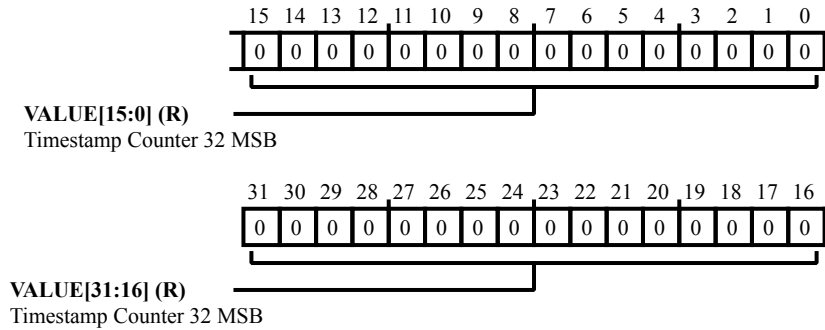 15 14 13 12 11 10 9 8 7 6 5 4 3 2 1 0
0 0 0 0 0 0 0 0 0 0 0 0 0 0 0 0
VALUE[15:0] (R)
Timestamp Counter 32 MSB
31 30 29 28 27 26 25 24 23 22 21 20 19 18 17 16
0 0 0 0 0 0 0 0 0 0 0 0 0 0 0 0
VALUE[31:16] (R)
Timestamp Counter 32 MSB